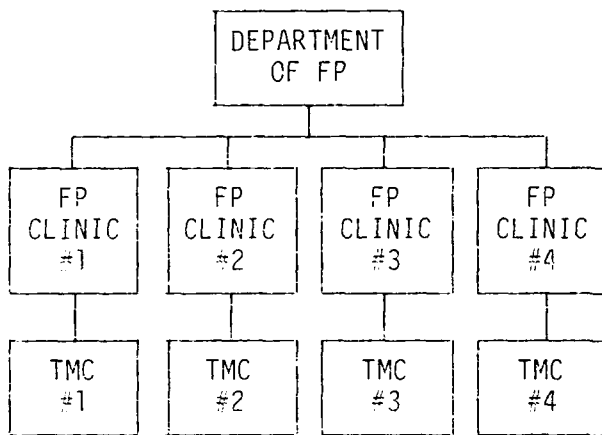 DEPARTMENT
OF FP
FP
CLINIC
#1
FP
CLINIC
#2
FP
CLINIC
#3
FP
CLINIC
#4
TMC
#1
TMC
#2
TMC
#3
TMC
#4